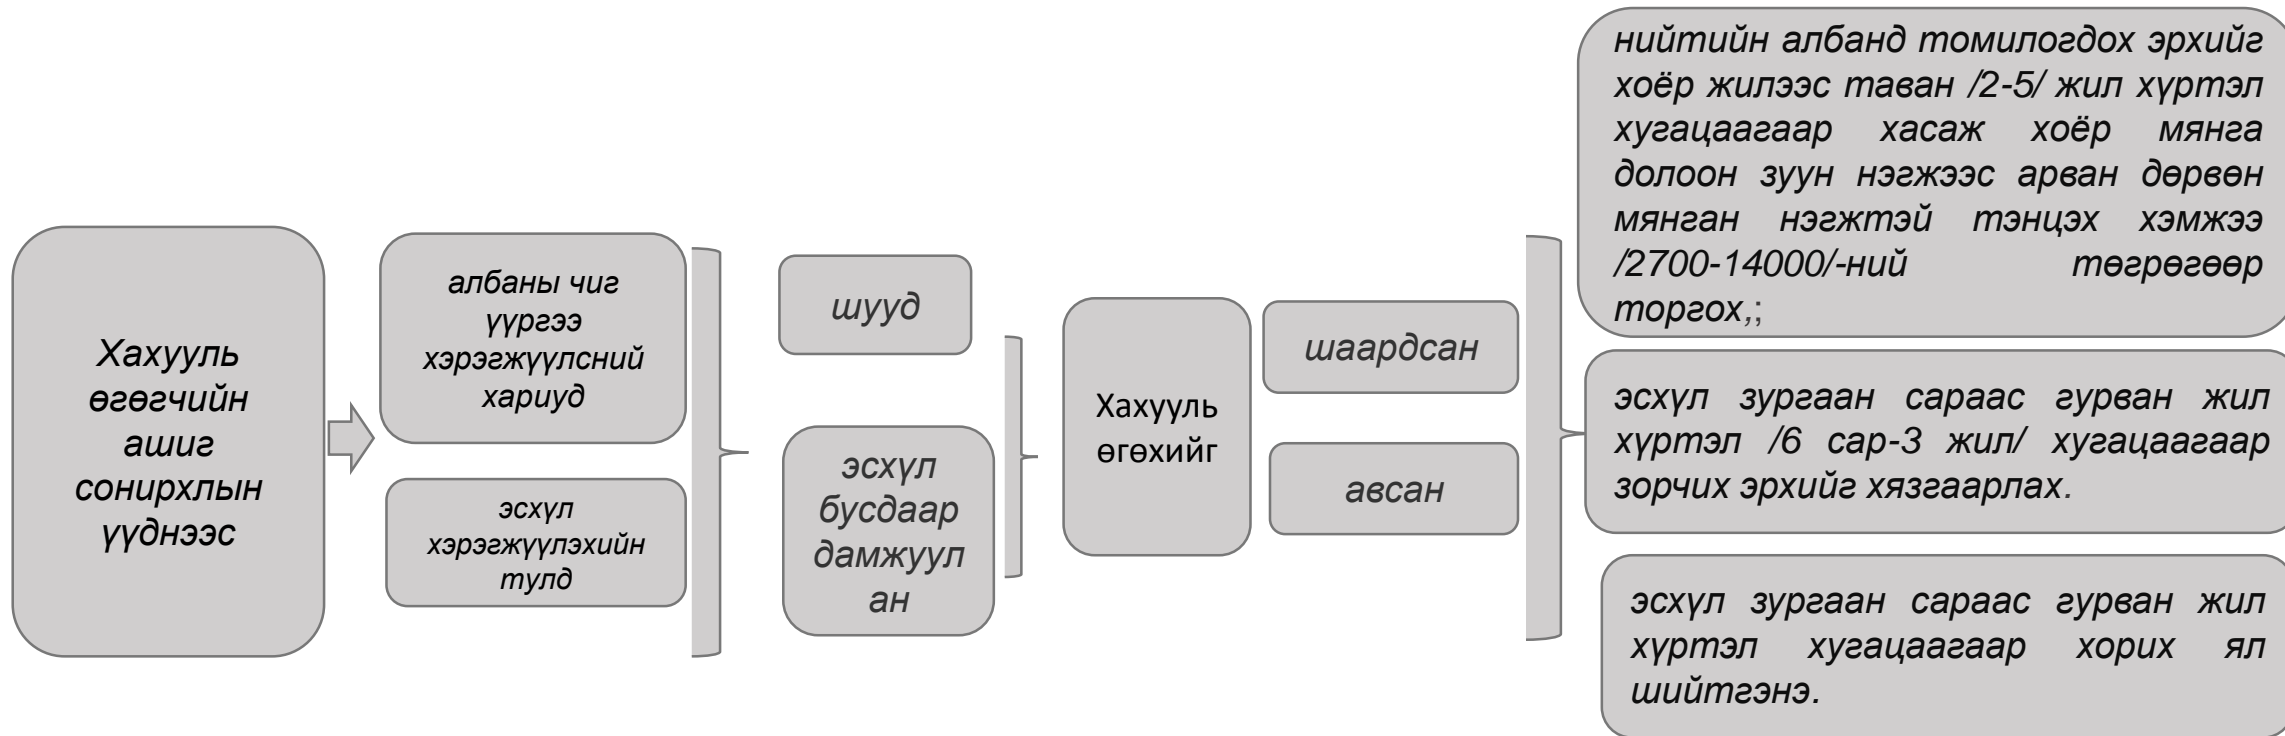 Хахууль
өгөгчийн
ашиг
сонирхлын
үүднээс
албаны чиг
үүргээ
хэрэгжүүлсний
хариуд
эсхүл
хэрэгжүүлэхийн
тулд
шууд
эсхүл
бусдаар
дамжуул
ан
Хахууль
өгөхийг
шаардсан
авсан
нийтийн албанд томилогдох эрхийг
хоёр жилээс таван /2-5/ жил хүртэл
хугацаагаар хасаж хоёр мянга
долоон зуун нэгжээс арван дөрвөн
мянган нэгжтэй тэнцэх хэмжээ
/2700-14000/-ний төгрөгөөр
торгох,;
эсхүл зургаан сараас гурван жил
хүртэл /6 сар-3 жил/ хугацаагаар
зорчих эрхийг хязгаарлах.
эсхүл зургаан сараас гурван жил
хүртэл хугацаагаар хорих ял
шийтгэнэ.